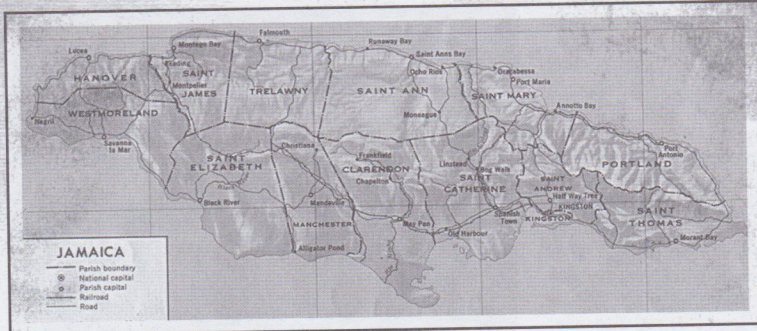 Falmouth
Lucea
Montego Bay
Runaway Bay
Saint Anns Bay
Reading
Ocho Rios
Oracabessa
HANOVER
SAINT
JAMES
Montpelier
Port Maria
TRELAWNY
SAINT ANN
SAINT MARY
WESTMORELAND
Annotto Bay
Negril
Moneague
Savanna
la Mar
Christiana
Port
Antonio
SAINT
ELIZABETH
Frankfield
CLARENDON
Chapelton
Linstead
Bog Walk
PORTLAND
SAINT
CATHERINE
SAINT
ANDREW
Half Way Tree
Black River
Mandeville
KINGSTON
KINGSTON
SAINT
THOMAS
MANCHESTER
May Pen
Spanish
Town
Old Harbour
Morant Bay
Alligator Pond
JAMAICA
Parish boundary
National capital
Parish capital
Railroad
Road